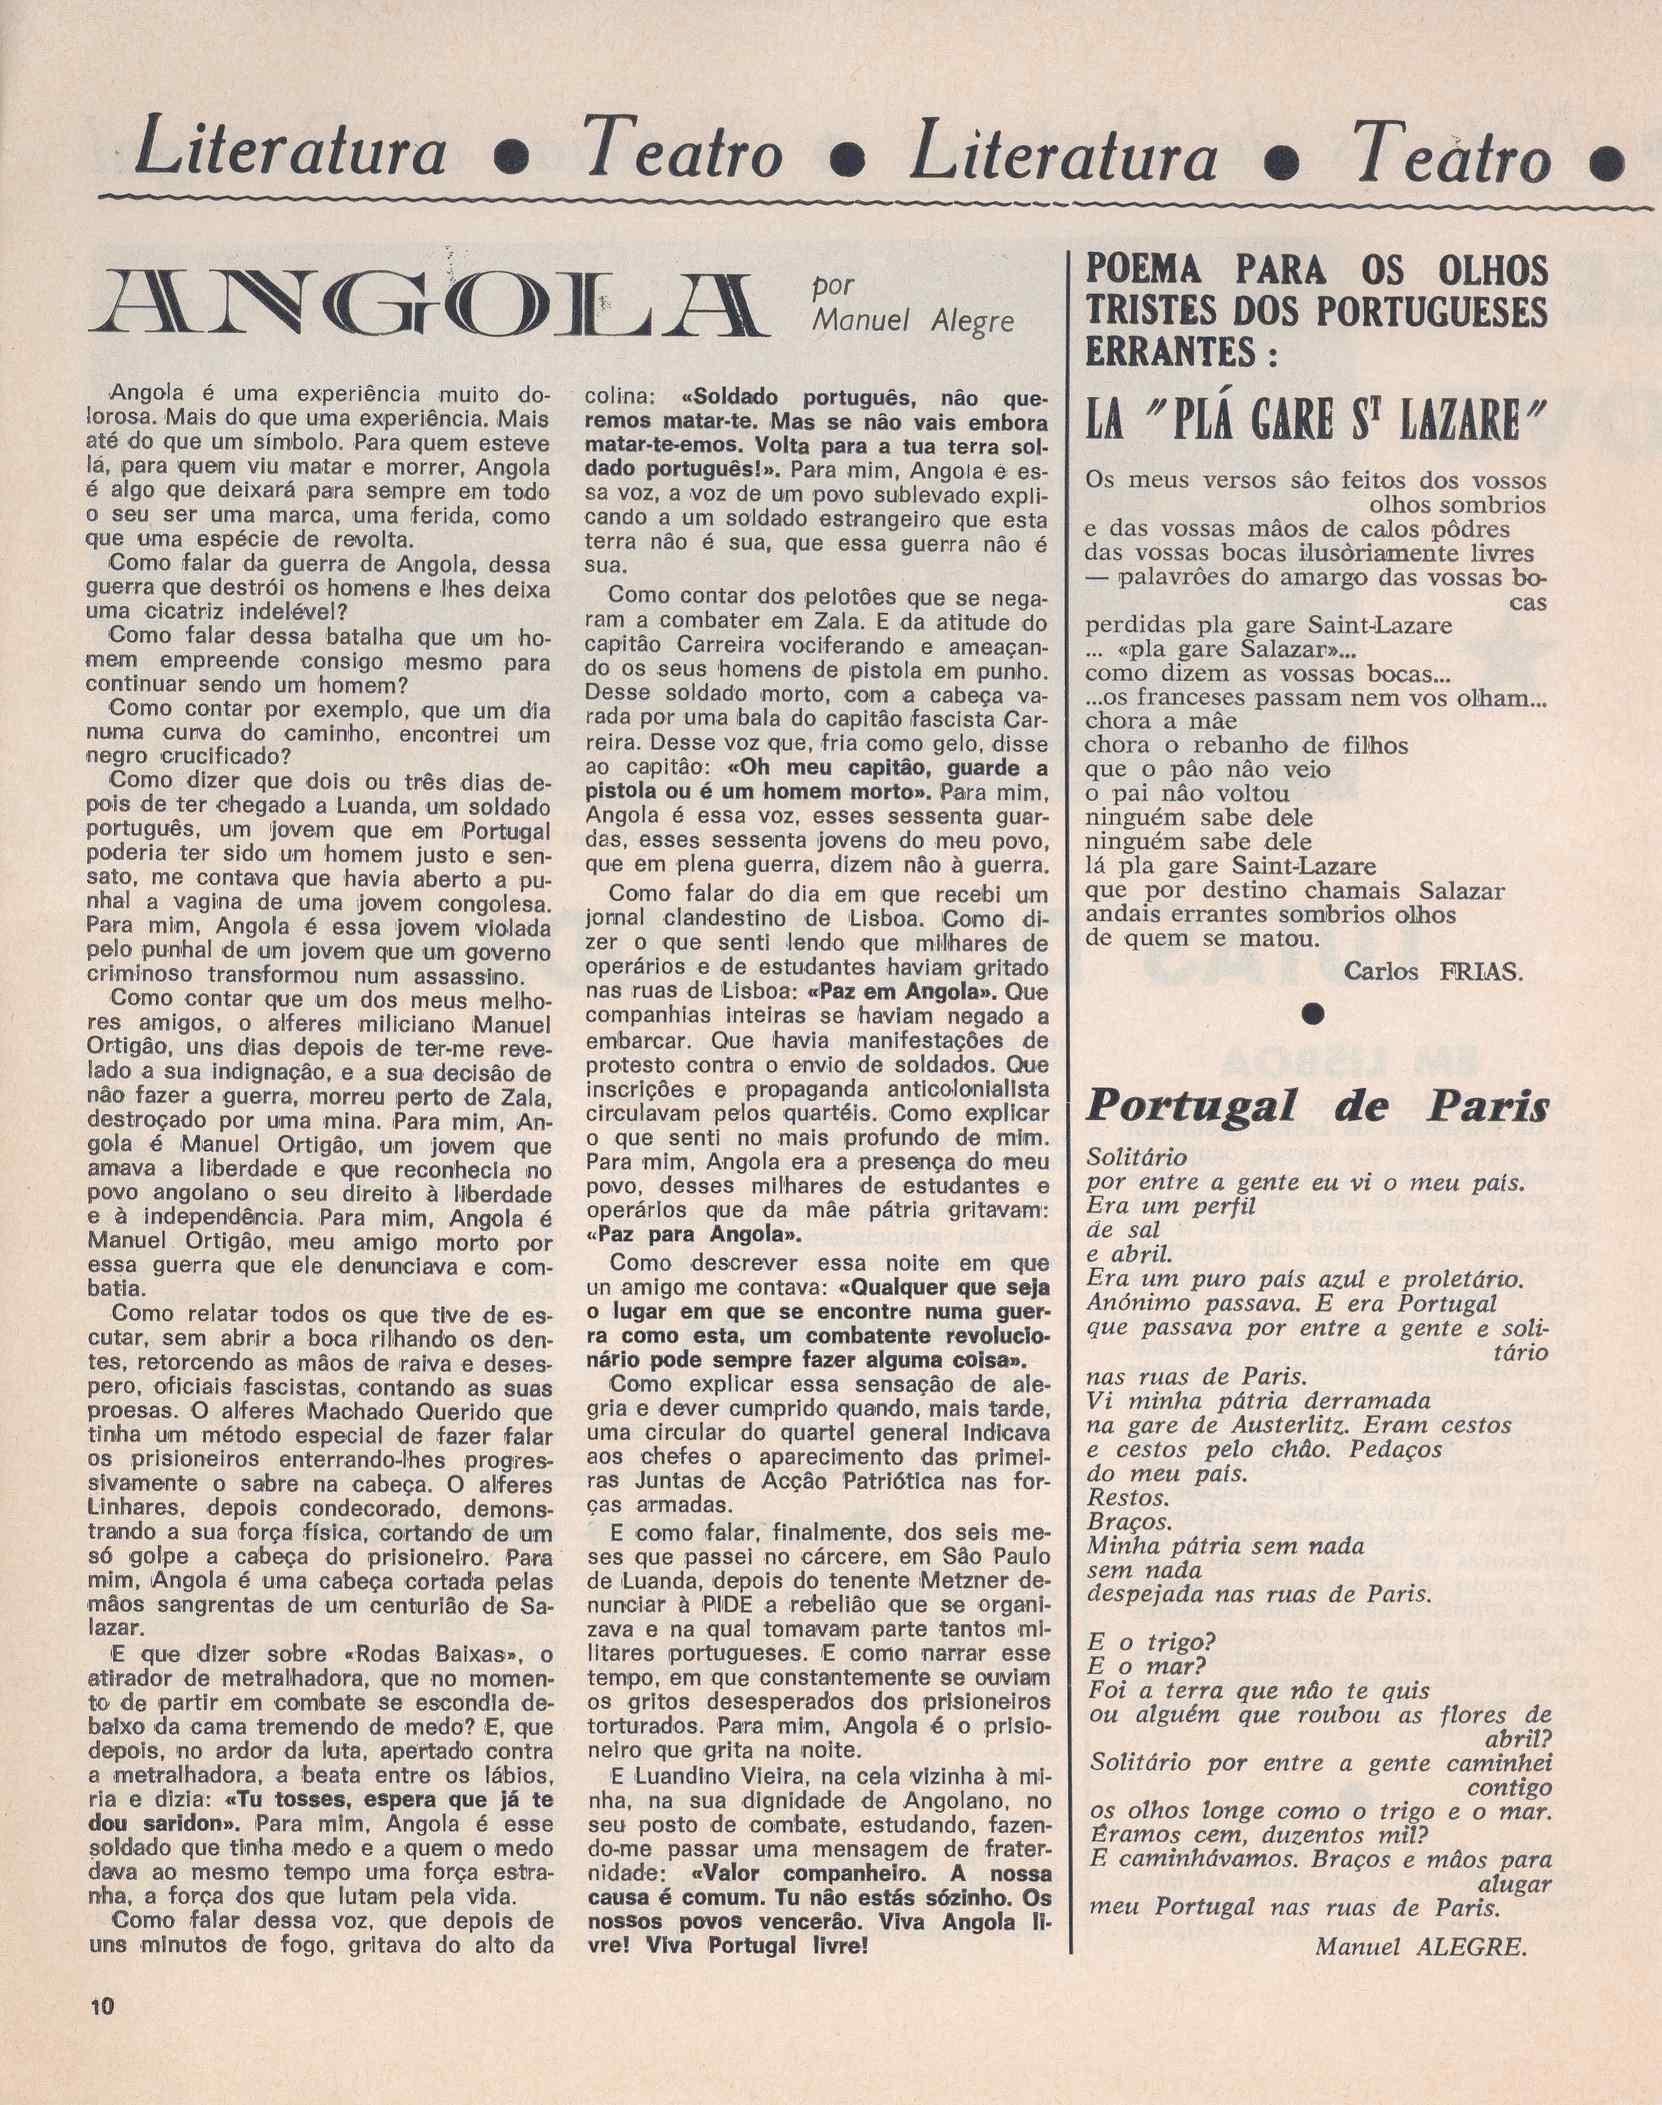 Literatura ● Teatro ● Literatura ● Teatro ●
ANGOLA
por
Manuel Alegre
Angola é uma experiência muito do-
lorosa. Mais do que uma experiência. Mais
até do que um símbolo. Para quem esteve
lá, para quem viu matar e morrer, Angola
é algo que deixará para sempre em todo
o seu ser uma marca, uma ferida, como
que uma espécie de revolta.
Como falar da guerra de Angola, dessa
guerra que destrói os homens e lhes deixa
uma cicatriz indelével?
Como falar dessa batalha que um ho-
mem empreende consigo mesmo para
continuar sendo um homem?
Como contar por exemplo, que um dia
numa curva do caminho, encontrei um
negro crucificado?
Como dizer que dois ou três dias de-
pois de ter chegado a Luanda, um soldado
português, um jovem que em Portugal
poderia ter sido um homem justo e sen-
sato, me contava que havia aberto a pu-
nhal a vagina de uma jovem congolesa.
Para mim, Angola é essa jovem violada
pelo punhal de um jovem que um governo
criminoso transformou num assassino.
Como contar que um dos meus melho-
res amigos, o alferes miliciano Manuel
Ortigâo, uns dias depois de ter-me reve-
lado a sua indignaçâo, e a sua decisâo de
nâo fazer a guerra, morreu perto de Zala,
destroçado por uma mina. Para mim, An-
gola é Manuel Ortigâo, um jovem que
amava a liberdade e que reconhecia no
povo angolano o seu direito à liberdade
e à independência. Para mim, Angola é
Manuel Ortigâo, meu amigo morto por
essa guerra que ele denunciava e com-
batia.
Como relatar todos os que tive de es-
cutar, sem abrir a boca rilhando os den-
tes, retorcendo as mâos de raiva e deses-
pero, oficiais fascistas, contando as suas
proesas. O alferes Machado Querido que
tinha um método especial de fazer falar
os prisioneiros enterrando-lhes progres-
sivamente o sabre na cabeça. O alferes
Linhares, depois condecorado, demons-
trando a sua força física, cortando de um
só golpe a cabeça do prisioneiro. Para
mim, Angola é uma cabeça cortada pelas
mâos sangrentas de um centuriâo de Sa-
lazar.
E que dizer sobre «Rodas Baixas», o
atirador de metralhadora, que no momen-
to de partir em combate se escondia de-
baixo da cama tremendo de medo? E, que
depois, no ardor da luta, apertado contra
a metralhadora, a beata entre os lábios,
ria e dizia: «Tu tosses, espera que já te
dou saridon». Para mim, Angola é esse
soldado que tinha medo e a quem o medo
dava ao mesmo tempo uma força estra-
nha, a força dos que lutam pela vida.
Como falar dessa voz, que depois de
uns minutos de fogo, gritava do alto da
colina: «Soldado português, nâo que-
remos matar-te. Mas se nâo vais embora
matar-te-emos. Volta para a tua terra sol-
dado português!». Para mim, Angola é es-
sa voz, a voz de um povo sublevado expli-
cando a um soldado estrangeiro que esta
terra nâo é sua, que essa guerra nâo é
sua.
Como contar dos pelotôes que se nega-
ram a combater em Zala. E da atitude do
capitâo Carreira vociferando e ameaçan-
do os seus homens de pistola em punho.
Desse soldado morto, com a cabeça va-
rada por uma bala do capitâo fascista Car-
reira. Desse voz que, fria como gelo, disse
ao capitâo: «Oh meu capitâo, guarde a
pistola ou é um homem morto». Para mim,
Angola é essa voz, esses sessenta guar-
das, esses sessenta jovens do meu povo,
que em plena guerra, dizem nâo à guerra.
Como falar do dia em que recebi um
jornal clandestino de Lisboa. Como di-
zer o que senti lendo que milhares de
operários e de estudantes haviam gritado
nas ruas de Lisboa: «Paz em Angola». Que
companhias inteiras se haviam negado a
embarcar. Que havia manifestaçôes de
protesto contra o envio de soldados. Que
inscriçôes e propaganda anticolonialista
circulavam pelos quartéis. Como explicar
o que senti no mais profundo de mim.
Para mim, Angola era a presença do meu
povo, desses milhares de estudantes e
operários que da mâe pátria gritavam:
«Paz para Angola».
Como descrever essa noite em que
un amigo me contava: «Qualquer que seja
o lugar em que se encontre numa guer-
ra como esta, um combatente revolucio-
nário pode sempre fazer alguma coisa».
Como explicar essa sensaçâo de ale-
gria e dever cumprido quando, mais tarde,
uma circular do quartel general indicava
aos chefes o aparecimento das primei-
ras Juntas de Acçâo Patriótica nas for-
ças armadas.
E como falar, finalmente, dos seis me-
ses que passei no cárcere, em Sâo Paulo
de Luanda, depois do tenente Metzner de-
nunciar à PIDE a rebeliâo que se organi-
zava e na qual tomavam parte tantos mi-
litares portugueses. E como narrar esse
tempo, em que constantemente se ouviam
os gritos desesperados dos prisioneiros
torturados. Para mim, Angola é o prisio-
neiro que grita na noite.
E Luandino Vieira, na cela vizinha à mi-
nha, na sua dignidade de Angolano, no
seu posto de combate, estudando, fazen-
do-me passar uma mensagem de frater-
nidade: «Valor companheiro. A nossa
causa é comum. Tu nâo estás sózinho. Os
nossos povos vencerâo. Viva Angola li-
vre! Viva Portugal livre!
POEMA PARA OS OLHOS
TRISTES DOS PORTUGUESES
ERRANTES :
LA "PLÁ GARE ST LAZARE"
Os meus versos sâo feitos dos vossos
olhos sombrios
e das vossas mâos de calos pôdres
das vossas bocas ilusòriamente livres
— palavrôes do amargo das vossas bo-
cas
perdidas pla gare Saint-Lazare
... «pla gare Salazar»...
como dizem as vossas bocas...
...os franceses passam nem vos olham...
chora a mâe
chora o rebanho de filhos
que o pâo nâo veio
o pai nâo voltou
ninguém sabe dele
ninguém sabe dele
lá pla gare Saint-Lazare
que por destino chamais Salazar
andais errantes sombrios olhos
de quem se matou.
Carlos FRIAS.
●
Portugal de Paris
Solitário
por entre a gente eu vi o meu país.
Era um perfil
de sal
e abril.
Era um puro país azul e proletário.
Anónimo passava. E era Portugal
que passava por entre a gente e soli-
tário
nas ruas de Paris.
Vi minha pátria derramada
na gare de Austerlitz. Eram cestos
e cestos pelo châo. Pedaços
do meu país.
Restos.
Braços.
Minha pátria sem nada
sem nada
despejada nas ruas de Paris.
E o trigo?
E o mar?
Foi a terra que nâo te quis
ou alguém que roubou as flores de
abril?
Solitário por entre a gente caminhei
contigo
os olhos longe como o trigo e o mar.
Éramos cem, duzentos mil?
E caminhávamos. Braços e mâos para
alugar
meu Portugal nas ruas de Paris.
Manuel ALEGRE.
10